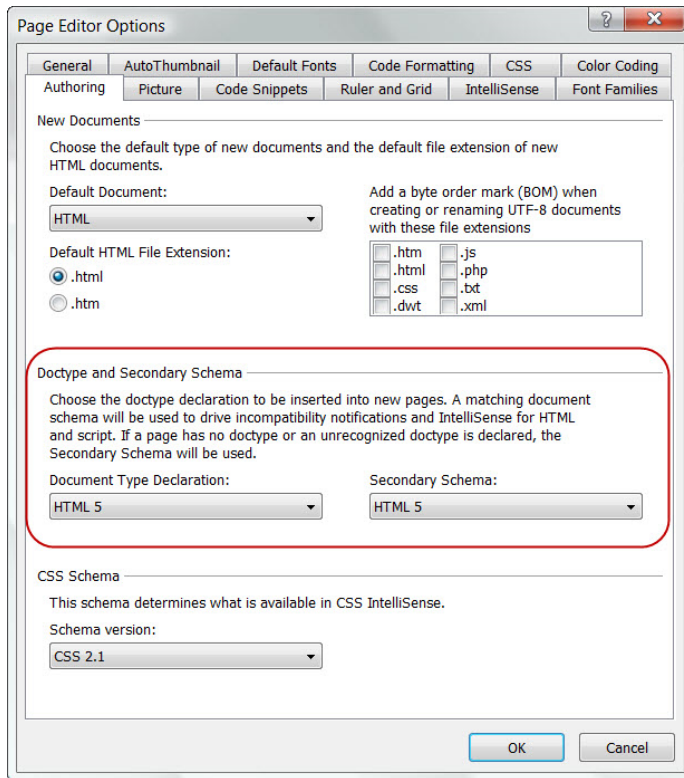 Page Editor Options
?
General
AutoThumbnail
Default Fonts
Code Formatting
CSS
Color Coding
Authoring
Picture
Code Snippets
Ruler and Grid
IntelliSense
Font Families
New Documents
Choose the default type of new documents and the default file extension of new
HTML documents.
Default Document:
HTML
Default HTML File Extension:
.html
.htm
Add a byte order mark (BOM) when
creating or renaming UTF-8 documents
with these file extensions
.htm
.js
.html
.php
.css
.txt
.dwt
.xml
Doctype and Secondary Schema
Choose the doctype declaration to be inserted into new pages. A matching document
schema will be used to drive incompatibility notifications and IntelliSense for HTML
and script. If a page has no doctype or an unrecognized doctype is declared, the
Secondary Schema will be used.
Document Type Declaration:
HTML 5
Secondary Schema:
HTML 5
CSS Schema
This schema determines what is available in CSS IntelliSense.
Schema version:
CSS 2.1
OK
Cancel